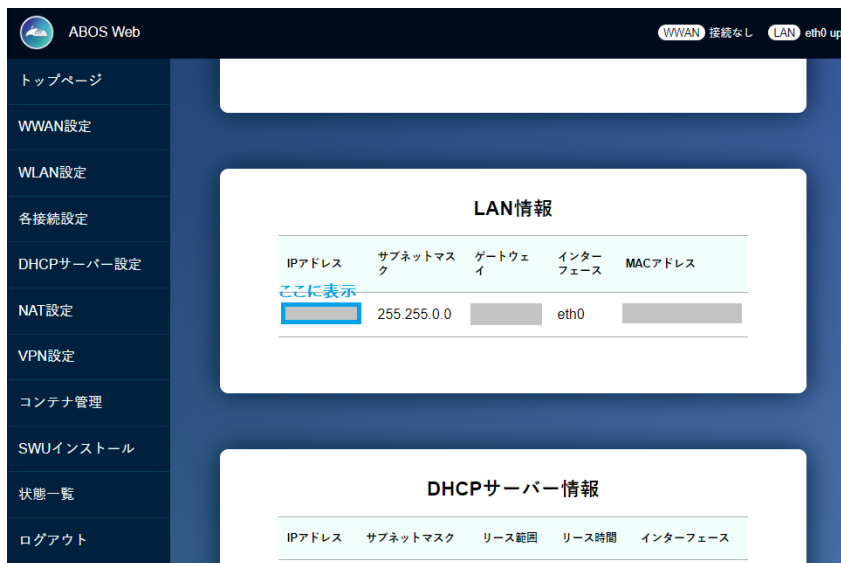 ABOS Web
WWAN 接続なし LAN eth0 up
トップページ
WWAN設定
WLAN設定
各接続設定
DHCPサーバー設定
NAT設定
VPN設定
コンテナ管理
SWUインストール
状態一覧
ログアウト
LAN情報
IPアドレス サブネットマスク ゲートウェイ インターフェース MACアドレス
ここに表示
255.255.0.0 eth0
DHCPサーバー情報
IPアドレス サブネットマスク リース範囲 リース時間 インターフェース